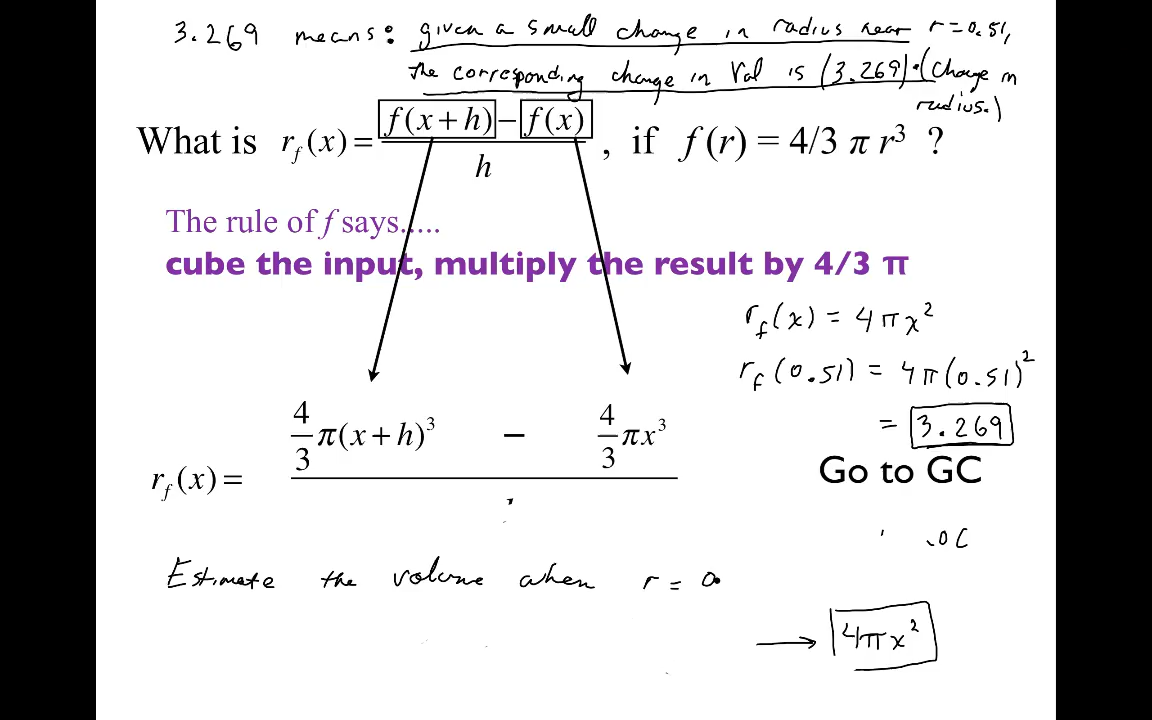 3.269 means: given a small change in radius near r=0.51,
the corresponding change in Vol is (3.269)•(change in
radius.)
What is r_f(x) = \frac{f(x+h) − f(x)}{h}, if f(r) = 4/3 π r³ ?
The rule of f says.....
cube the input, multiply the result by 4/3 π
r_f(x) = 4πx²
r_f(0.51) = 4π(0.51)²
= 3.269
r_f(x) = \frac{4}{3}π(x+h)³ − \frac{4}{3}πx³
Go to GC
Estimate the volume when r = 0.
→ 4πx²